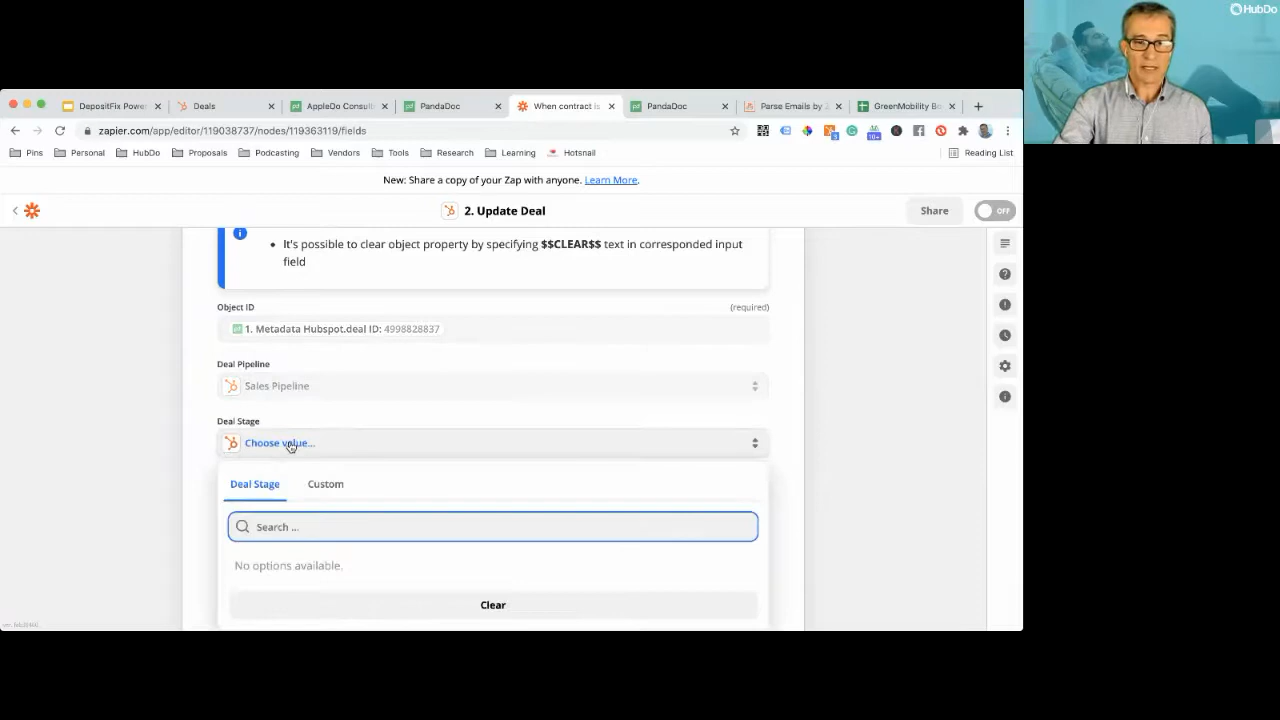 HubDo
DepositFix Power
Deals
AppleDo Consult
PandaDoc
When contract is
PandaDoc
Parse Emails by Z
GreenMobility Bo
zapier.com/app/editor/119038737/nodes/119363119/fields
Pins
Personal
HubDo
Proposals
Podcasting
Vendors
Tools
Research
Learning
Hotsnail
Reading List
New: Share a copy of your Zap with anyone. Learn More.
2. Update Deal
Share
OFF
It's possible to clear object property by specifying $$CLEAR$$ text in corresponded input
field
Object ID
(required)
1. Metadata Hubspot.deal ID: 4998828837
Deal Pipeline
Sales Pipeline
Deal Stage
Choose value...
Deal Stage
Custom
Search ...
No options available.
Clear